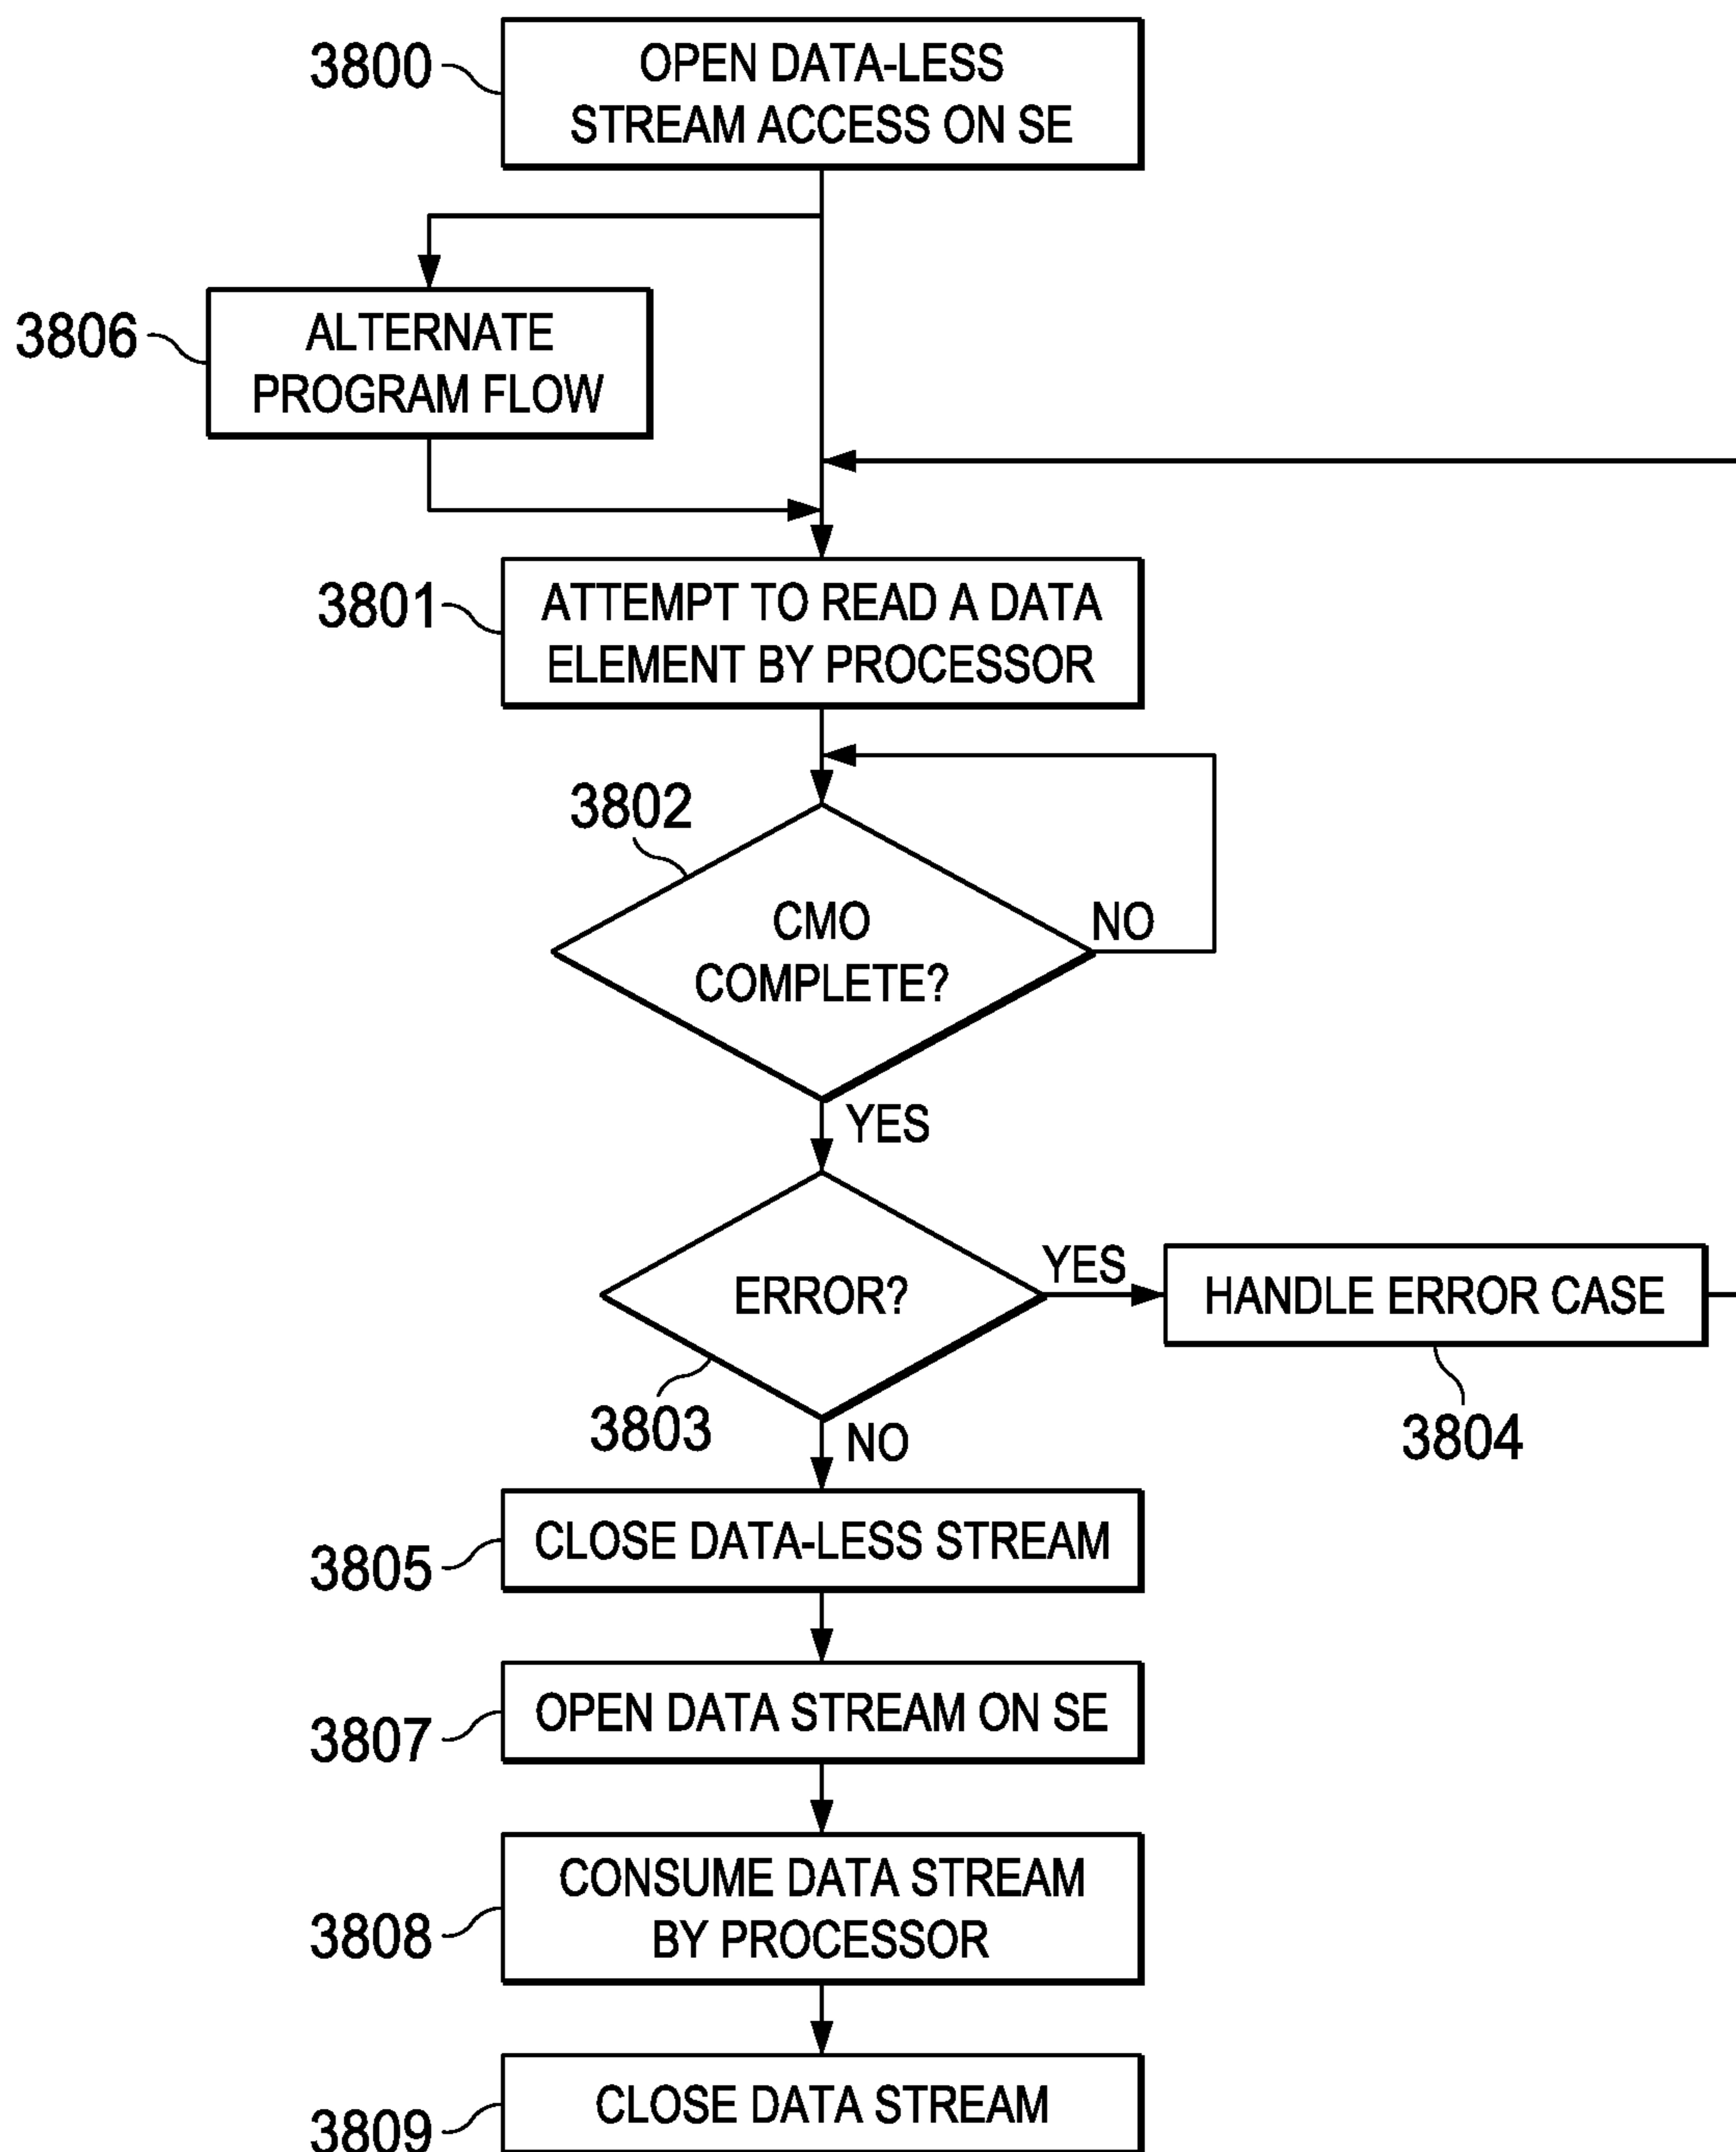 3800
OPEN DATA-LESS
STREAM ACCESS ON SE
3806
ALTERNATE
PROGRAM FLOW
3801
ATTEMPT TO READ A DATA
ELEMENT BY PROCESSOR
3802
CMO
COMPLETE?
NO
YES
ERROR?
YES
HANDLE ERROR CASE
3803
3804
NO
CLOSE DATA-LESS STREAM
3805
OPEN DATA STREAM ON SE
3807
CONSUME DATA STREAM
BY PROCESSOR
3808
CLOSE DATA STREAM
3809